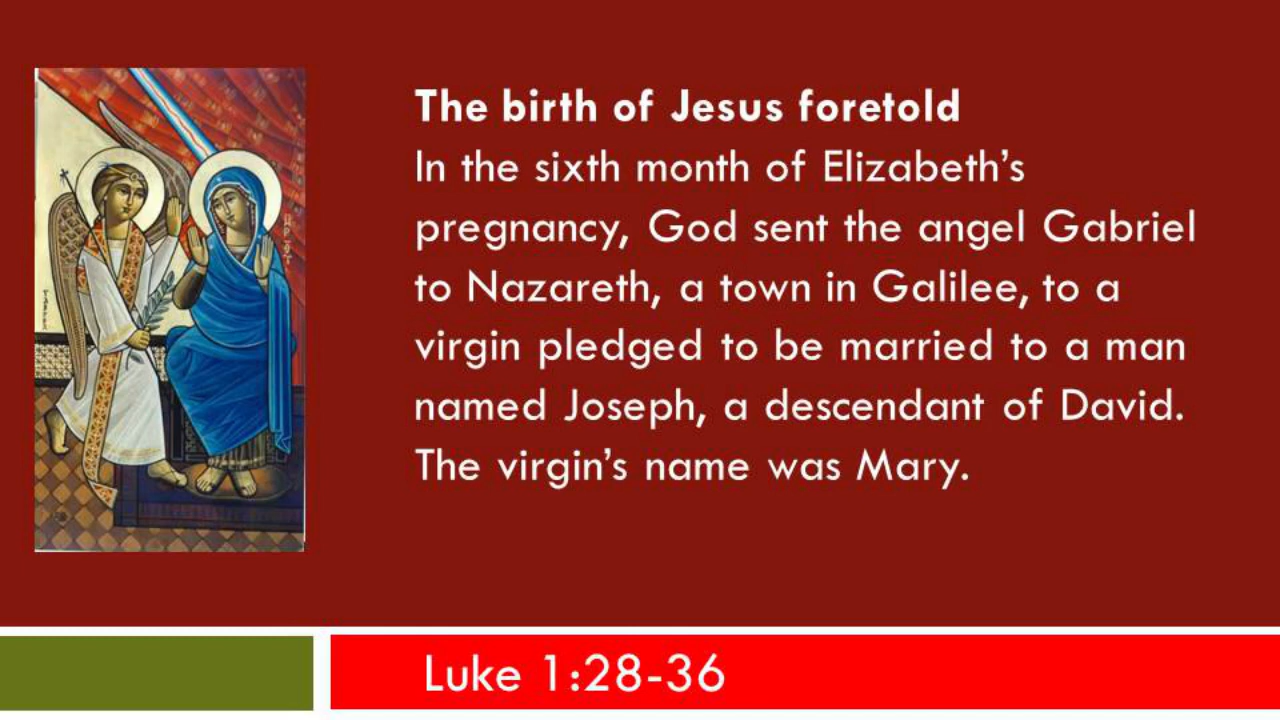 The birth of Jesus foretold
In the sixth month of Elizabeth’s
pregnancy, God sent the angel Gabriel
to Nazareth, a town in Galilee, to a
virgin pledged to be married to a man
named Joseph, a descendant of David.
The virgin’s name was Mary.
Luke 1:28-36